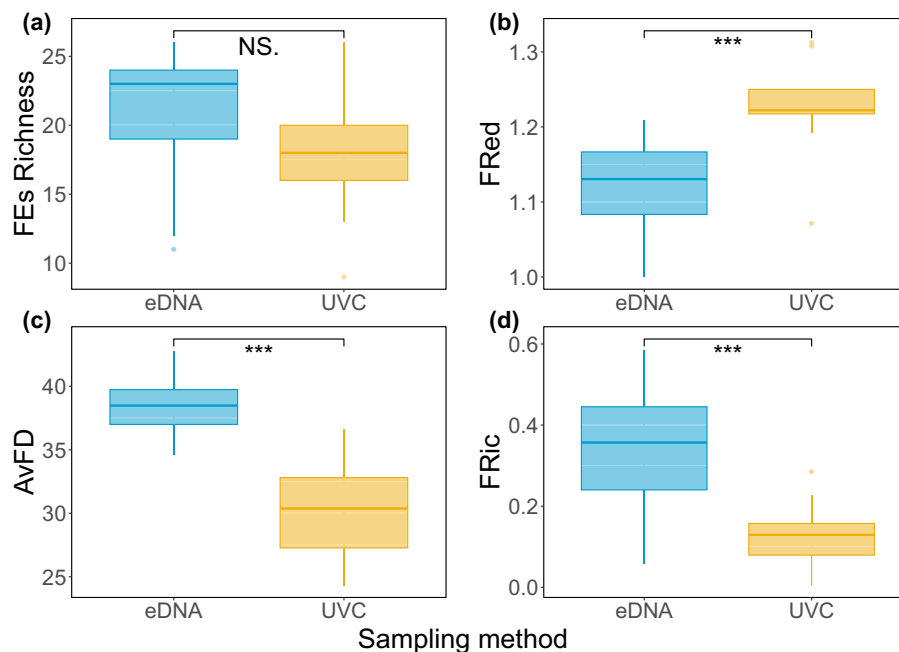 (a)
NS.
FEs Richness
25
20
15
10
eDNA
UVC
(b)
***
FRed
1.3
1.2
1.1
1.0
eDNA
UVC
(c)
***
AvFD
40
35
30
25
eDNA
UVC
(d)
***
FRic
0.6
0.4
0.2
0.0
eDNA
UVC
Sampling method